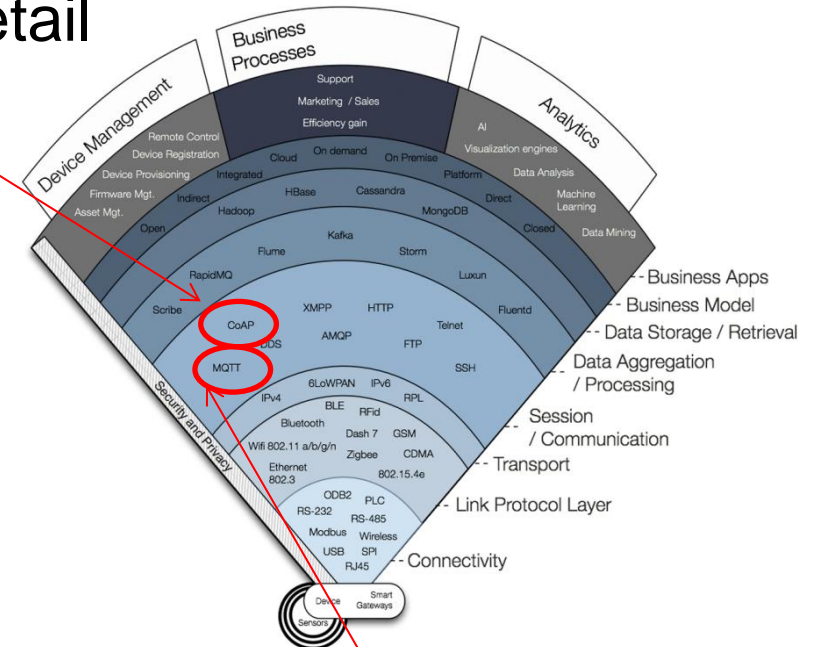 etail
Business
Processes
Device Management
Analytics
Support
Marketing / Sales
Efficiency gain
Remote Control
Device Registration
Device Provisioning
Firmware Mgt.
Asset Mgt.
AI
Visualization engines
Data Analysis
Machine
Learning
Data Mining
Open
Indirect
Integrated
Cloud
On demand
On Premise
Platform
Direct
Closed
Hadoop
HBase
Cassandra
MongoDB
Scribe
RapidMQ
Flume
Kafka
Storm
Luxun
Fluentd
XMPP
HTTP
CoAP
Telnet
DDS
AMQP
FTP
MQTT
SSH
IPv4
6LoWPAN
IPv6
RPL
BLE
RFid
Bluetooth
Dash 7
GSM
Wifi 802.11 a/b/g/n
Zigbee
CDMA
Ethernet
802.3
802.15.4e
ODB2
PLC
RS-232
RS-485
Modbus
Wireless
USB
SPI
RJ45
Security and Privacy
Device
Smart
Gateways
Sensors
Business Apps
Business Model
Data Storage / Retrieval
Data Aggregation
/ Processing
Session
/ Communication
Transport
Link Protocol Layer
Connectivity